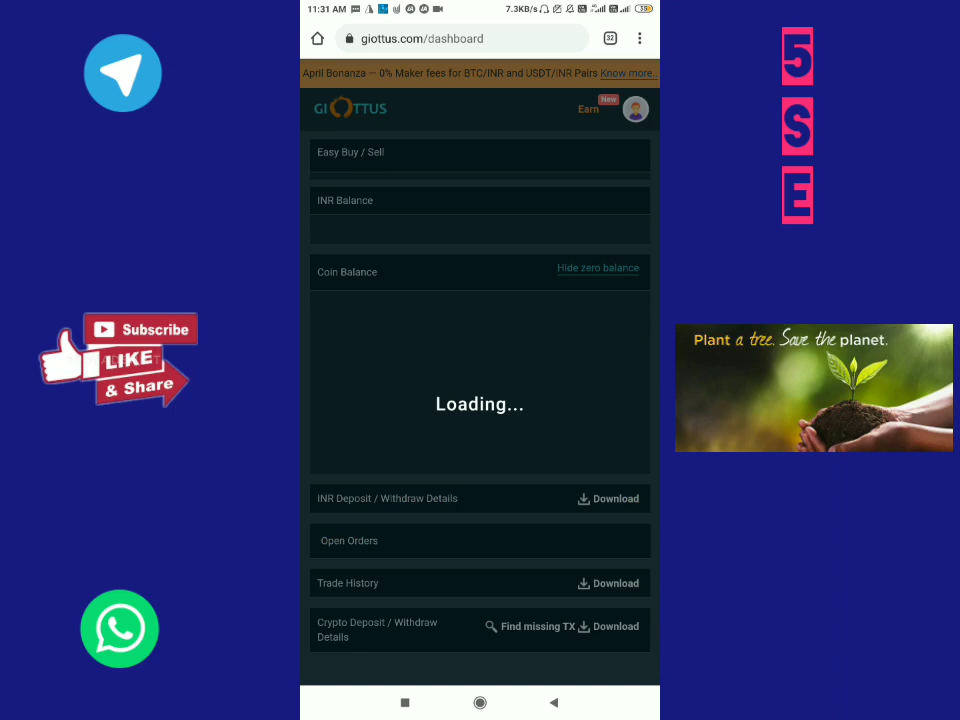 11:31 AM
7.3KB/s
35
giottus.com/dashboard
32
April Bonanza — 0% Maker fees for BTC/INR and USDT/INR Pairs Know more..
GIOTTUS
Earn
New
Easy Buy / Sell
INR Balance
Coin Balance
Hide zero balance
Loading...
INR Deposit / Withdraw Details
Download
Open Orders
Trade History
Download
Crypto Deposit / Withdraw
Details
Find missing TX
Download
Subscribe
LIKE
& Share
5
S
E
Plant a tree. Save the planet.